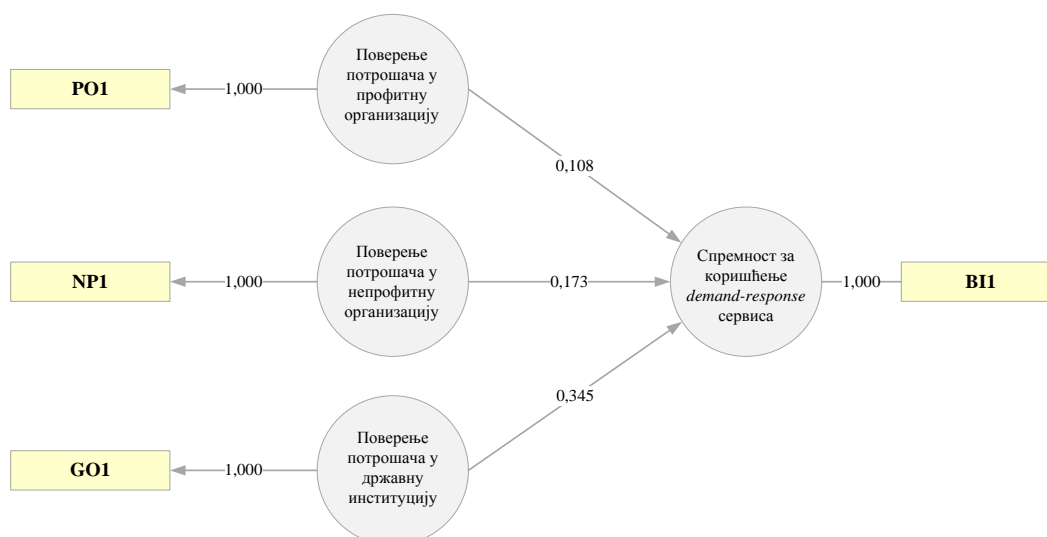 Поверење
потрошача у
профитну
организацију
PO1
1,000
0,108
Поверење
потрошача у
непрофитну
организацију
NP1
1,000
0,173
Спремност за
коришћење
demand-response
сервиса
1,000
BI1
0,345
Поверење
потрошача у
државну
институцију
GO1
1,000